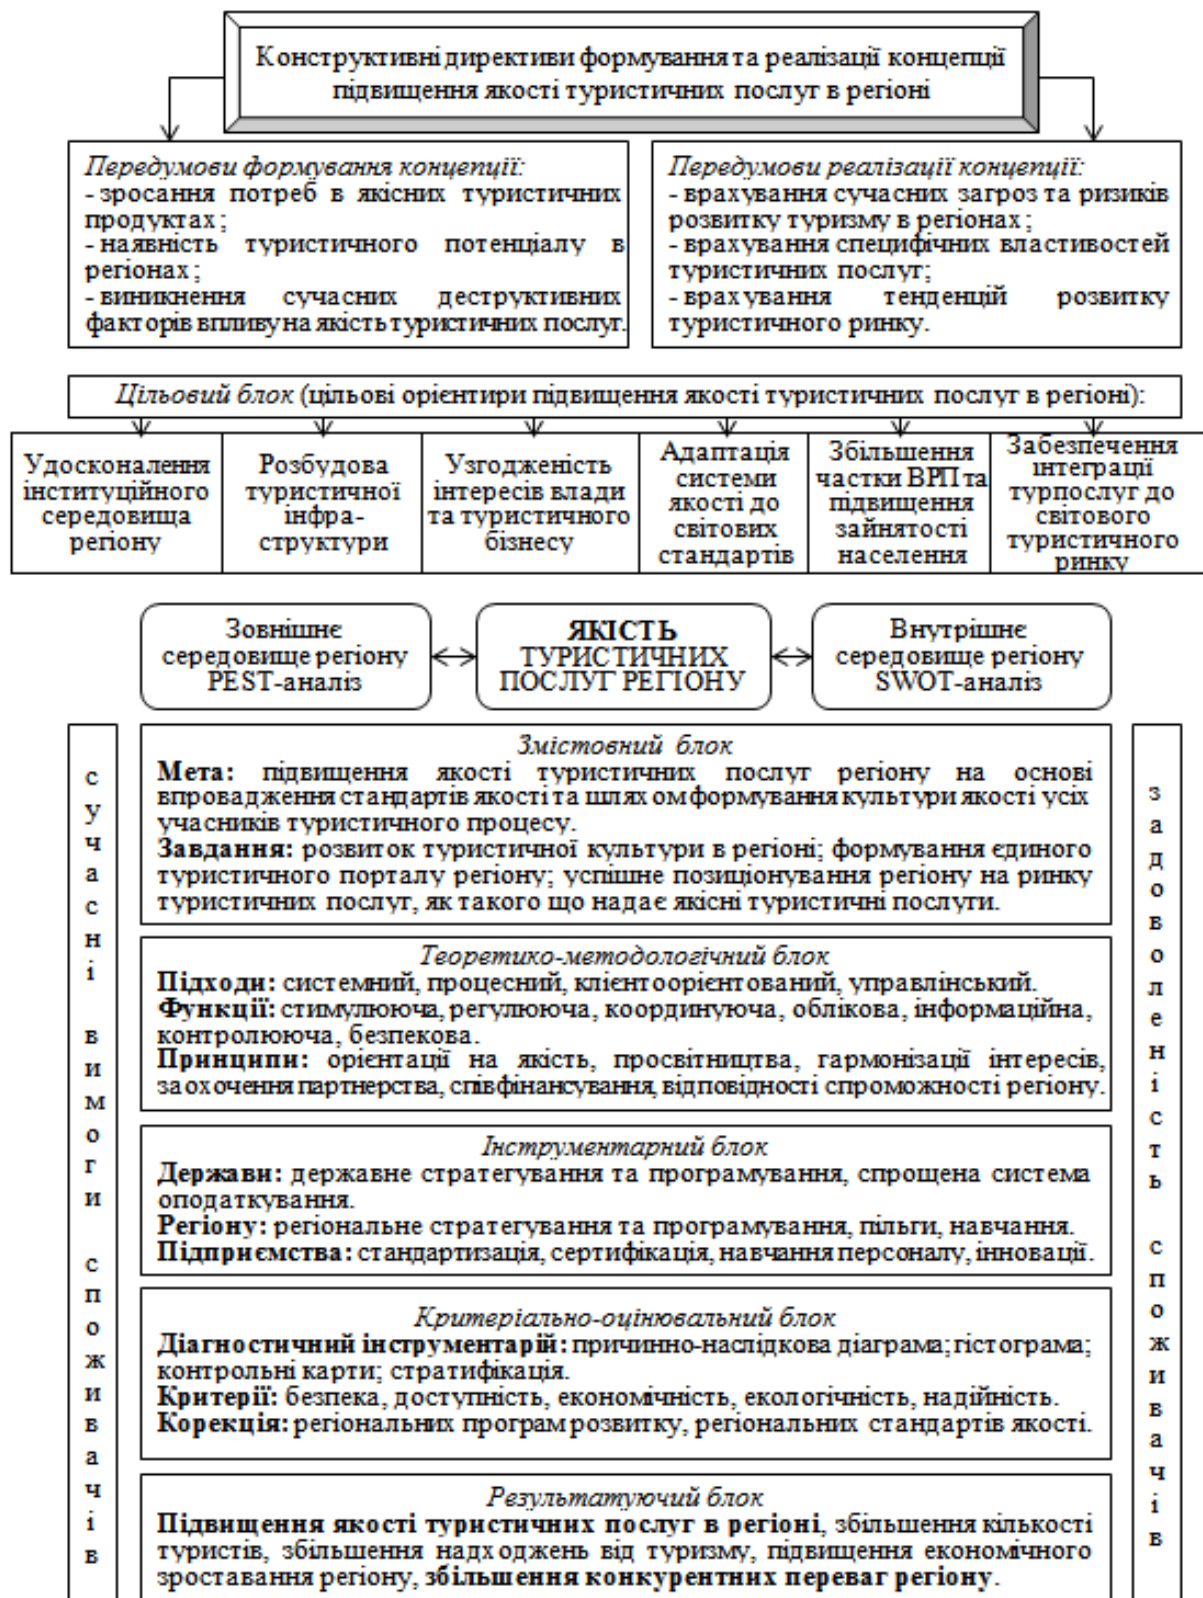 Конструктивні директиви формування та реалізації концепції
підвищення якості туристичних послуг в регіоні
Передумови формування концепції:
- зросання потреб в якісних туристичних
продуктах;
- наявність туристичного потенціалу в
регіонах;
- виникнення сучасних деструктивних
факторів впливу на якість туристичних послуг.
Передумови реалізації концепції:
- врахування сучасних загроз та ризиків
розвитку туризму в регіонах;
- врахування специфічних властивостей
туристичних послуг;
- врахування тенденцій розвитку
туристичного ринку.
Цільовий блок (цільові орієнтири підвищення якості туристичних послуг в регіоні):
Удосконалення
інституційного
середовища
регіону
Розбудова
туристичної
інфра-
структури
Узгодженість
інтересів влади
та туристичного
бізнесу
Адаптація
системи
якості до
світових
стандартів
Збільшення
частки ВРП та
підвищення
зайнятості
населення
Забезпечення
інтеграції
турпослуг до
світового
туристичного
ринку
Зовнішнє
середовище регіону
PEST-аналіз
ЯКІСТЬ
ТУРИСТИЧНИХ
ПОСЛУГ РЕГІОНУ
Внутрішнє
середовище регіону
SWOT-аналіз
сучасні вимоги споживачів
Змістовний блок
Мета: підвищення якості туристичних послуг регіону на основі
впровадження стандартів якості та шляхом формування культури якості усіх
учасників туристичного процесу.
Завдання: розвиток туристичної культури в регіоні; формування єдиного
туристичного порталу регіону; успішне позиціонування регіону на ринку
туристичних послуг, як такого що надає якісні туристичні послуги.
Теоретико-методологічний блок
Підходи: системний, процесний, клієнтоорієнтований, управлінський.
Функції: стимулююча, регулююча, координуюча, облікова, інформаційна,
контролююча, безпекова.
Принципи: орієнтації на якість, просвітництва, гармонізації інтересів,
заохочення партнерства, співфінансування, відповідності спроможності регіону.
Інструментарний блок
Держави: державне стратегування та програмування, спрощена система
оподаткування.
Регіону: регіональне стратегування та програмування, пільги, навчання.
Підприємства: стандартизація, сертифікація, навчання персоналу, інновації.
Критеріально-оцінювальний блок
Діагностичний інструментарій: причинно-наслідкова діаграма; гістограма;
контрольні карти; стратифікація.
Критерії: безпека, доступність, економічність, екологічність, надійність.
Корекція: регіональних програм розвитку, регіональних стандартів якості.
Результатуючий блок
Підвищення якості туристичних послуг в регіоні, збільшення кількості
туристів, збільшення надходжень від туризму, підвищення економічного
зроставання регіону, збільшення конкурентних переваг регіону.
задоволеність споживачів